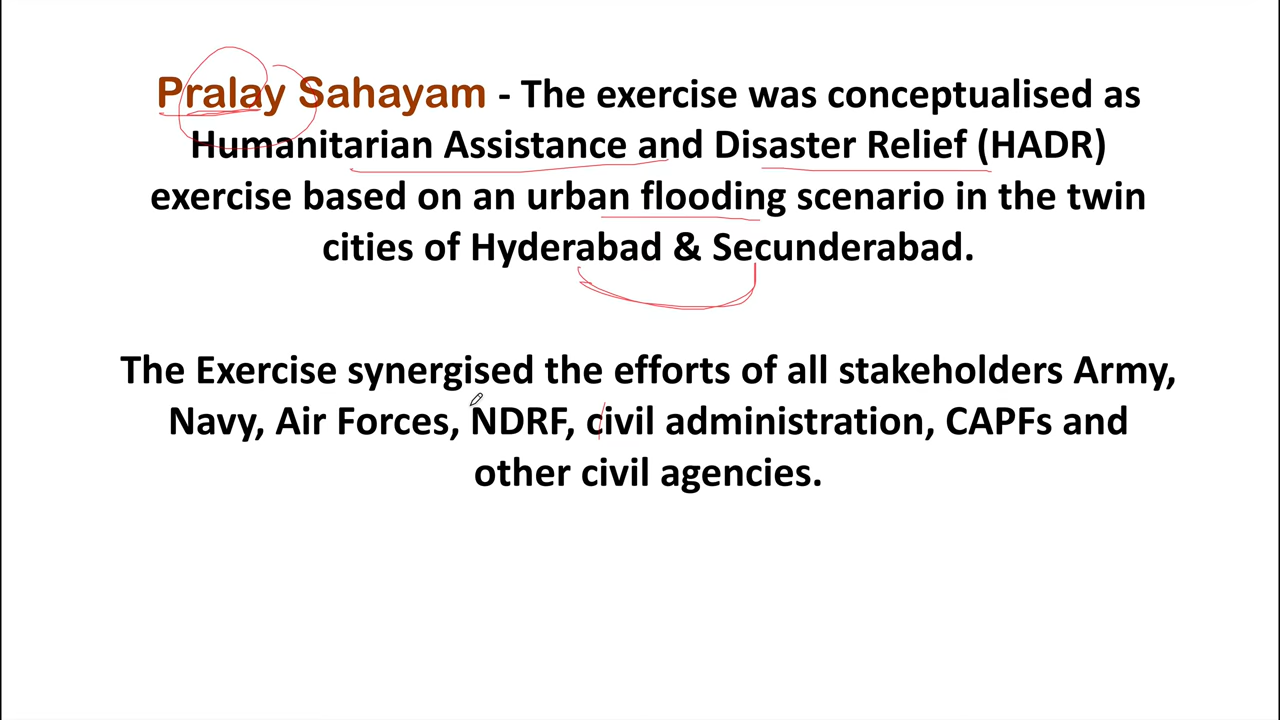 Pralay Sahayam - The exercise was conceptualised as
Humanitarian Assistance and Disaster Relief (HADR)
exercise based on an urban flooding scenario in the twin
cities of Hyderabad & Secunderabad.
The Exercise synergised the efforts of all stakeholders Army,
Navy, Air Forces, NDRF, civil administration, CAPFs and
other civil agencies.